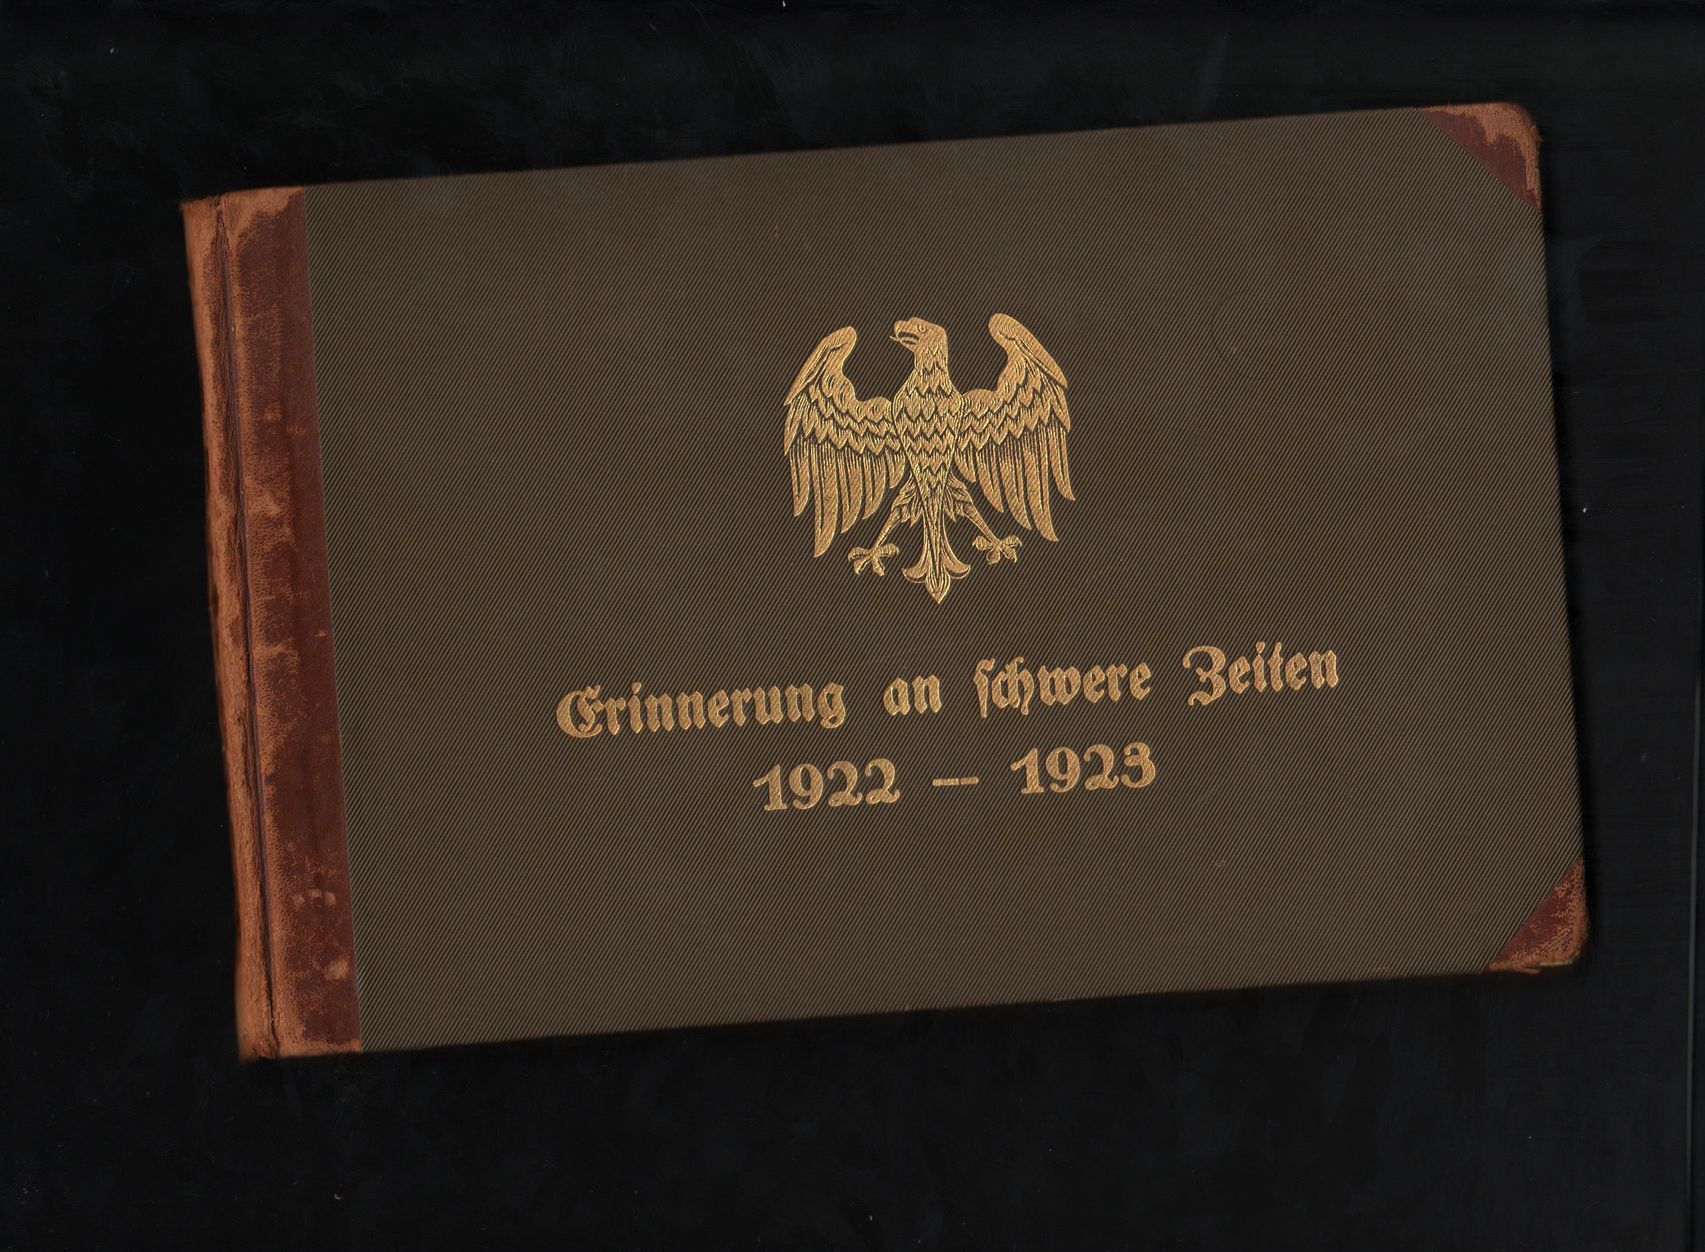 Erinnerung an schwere Zeiten
1922 – 1923